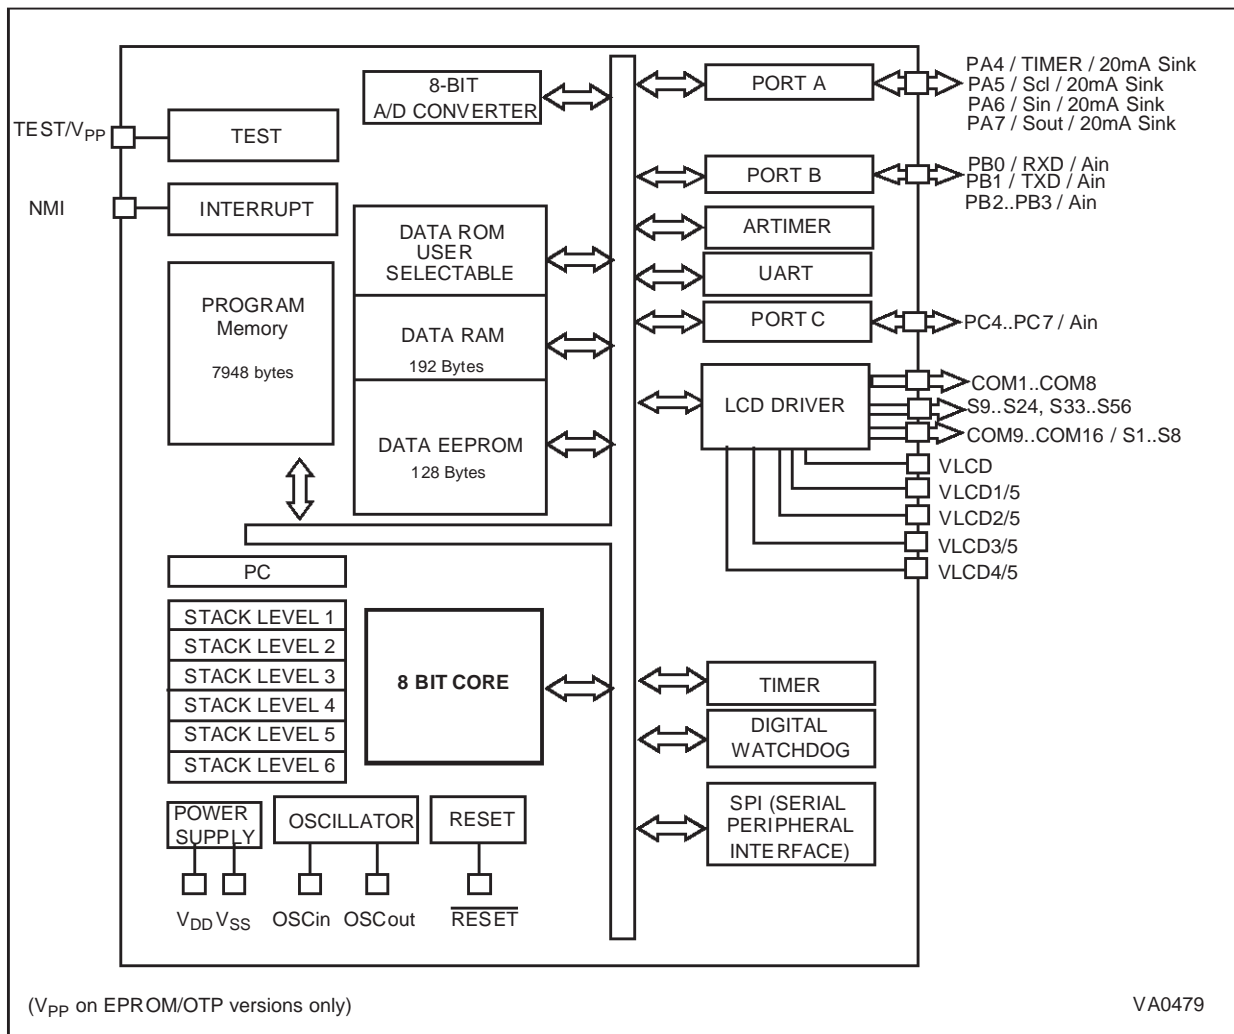 8-BIT
A/D CONVERTER
PORT A
PA4 / TIMER / 20mA Sink
PA5 / Scl / 20mA Sink
PA6 / Sin / 20mA Sink
PA7 / Sout / 20mA Sink
TEST/VPP
TEST
PORT B
PB0 / RXD / Ain
PB1 / TXD / Ain
PB2..PB3 / Ain
NMI
INTERRUPT
DATA ROM
USER
SELECTABLE
ARTIMER
UART
PROGRAM
Memory
7948 bytes
DATA RAM
192 Bytes
PORT C
PC4..PC7 / Ain
DATA EEPROM
128 Bytes
LCD DRIVER
COM1..COM8
S9..S24, S33..S56
COM9..COM16 / S1..S8
VLCD
VLCD1/5
VLCD2/5
VLCD3/5
VLCD4/5
PC
STACK LEVEL 1
STACK LEVEL 2
STACK LEVEL 3
STACK LEVEL 4
STACK LEVEL 5
STACK LEVEL 6
8 BIT CORE
TIMER
DIGITAL
WATCHDOG
SPI (SERIAL
PERIPHERAL
INTERFACE)
POWER
SUPPLY
OSCILLATOR
RESET
VDD VSS
OSCin
OSCout
RESET
(VPP on EPROM/OTP versions only)
VA0479